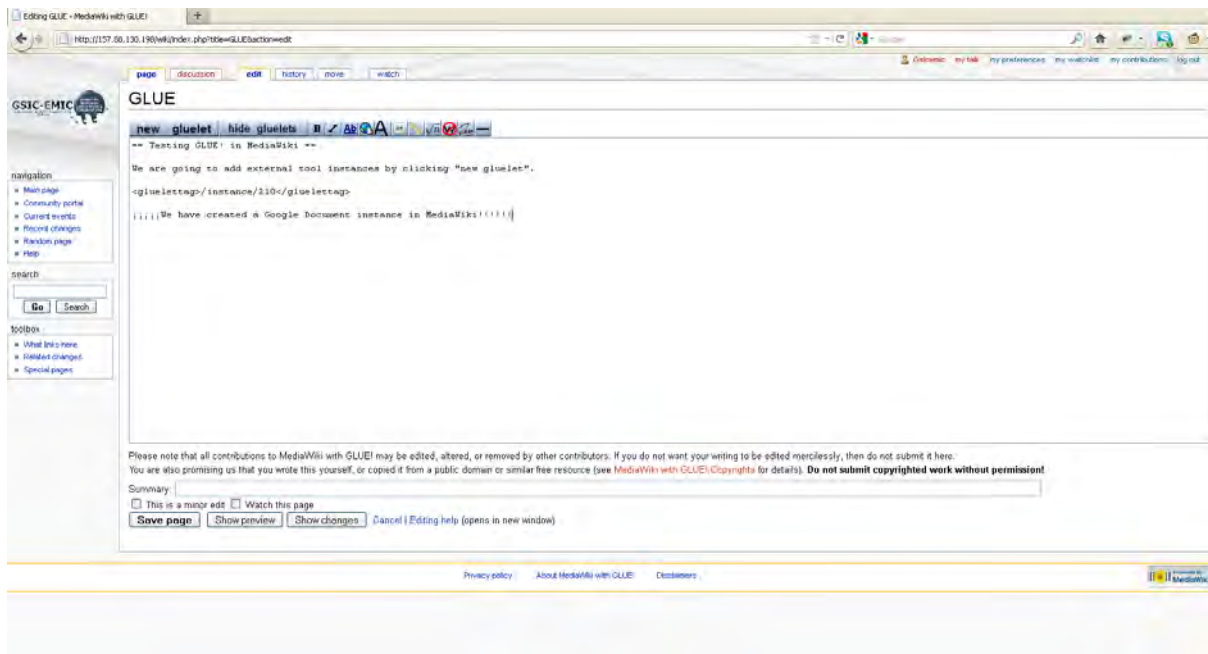 Editing GLUE - MediaWiki with GLUE!
http://157.88.130.198/wiki/index.php?title=GLUE&action=edit
my talk my preferences my watchlist my contributions log out
page discussion edit history move watch
GSIC-EMIC
GLUE
new gluelet hide gluelets
== Testing GLUE! in MediaWiki ==
We are going to add external tool instances by clicking "new gluelet".
<gluelettag>/instance/210</gluelettag>
¡¡¡¡¡We have created a Google Document instance in MediaWiki!!!!!!
navigation
Main page
Community portal
Current events
Recent changes
Random page
Help
search
Go Search
toolbox
What links here
Related changes
Special pages
Please note that all contributions to MediaWiki with GLUE! may be edited, altered, or removed by other contributors. If you do not want your writing to be edited mercilessly, then do not submit it here.
You are also promising us that you wrote this yourself, or copied it from a public domain or similar free resource (see MediaWiki with GLUE!:Copyrights for details). Do not submit copyrighted work without permission!
Summary:
This is a minor edit Watch this page
Save page Show preview Show changes Cancel | Editing help (opens in new window)
Privacy policy About MediaWiki with GLUE! Disclaimers
MediaWiki